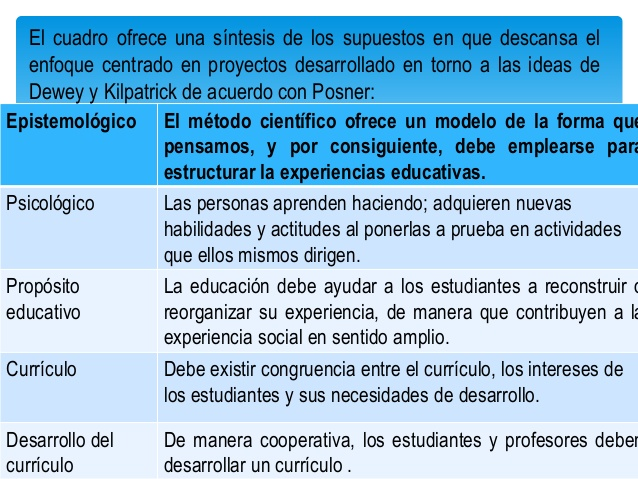 El cuadro ofrece una síntesis de los supuestos en que descansa el
enfoque centrado en proyectos desarrollado en torno a las ideas de
Dewey y Kilpatrick de acuerdo con Posner:
Epistemológico El método científico ofrece un modelo de la forma que
pensamos, y por consiguiente, debe emplearse para
estructurar la experiencias educativas.
Psicológico Las personas aprenden haciendo; adquieren nuevas
habilidades y actitudes al ponerlas a prueba en actividades
que ellos mismos dirigen.
Propósito La educación debe ayudar a los estudiantes a reconstruir o
educativo reorganizar su experiencia, de manera que contribuyen a la
experiencia social en sentido amplio.
Currículo Debe existir congruencia entre el currículo, los intereses de
los estudiantes y sus necesidades de desarrollo.
Desarrollo del De manera cooperativa, los estudiantes y profesores deben
currículo desarrollar un currículo .